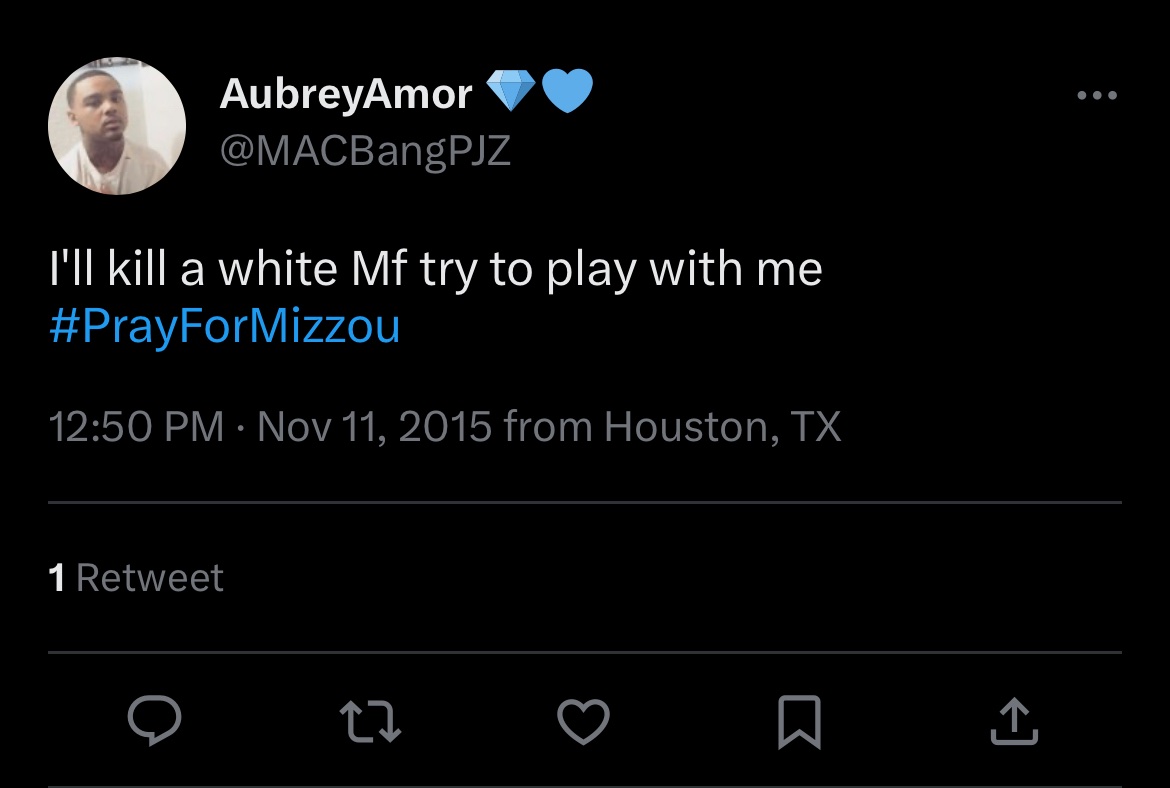 AubreyAmor 💎💙
@MACBangPJZ
I'll kill a white Mf try to play with me
#PrayForMizzou
12:50 PM · Nov 11, 2015 from Houston, TX
1 Retweet